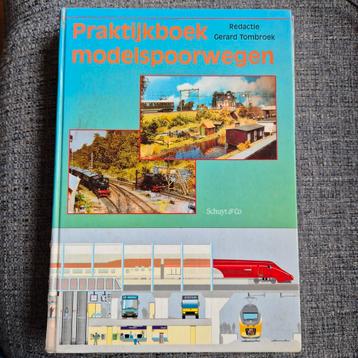 Praktijkboek
modelspoorwegen
Redactie
Gerard Tombroek
Schuyt & Co